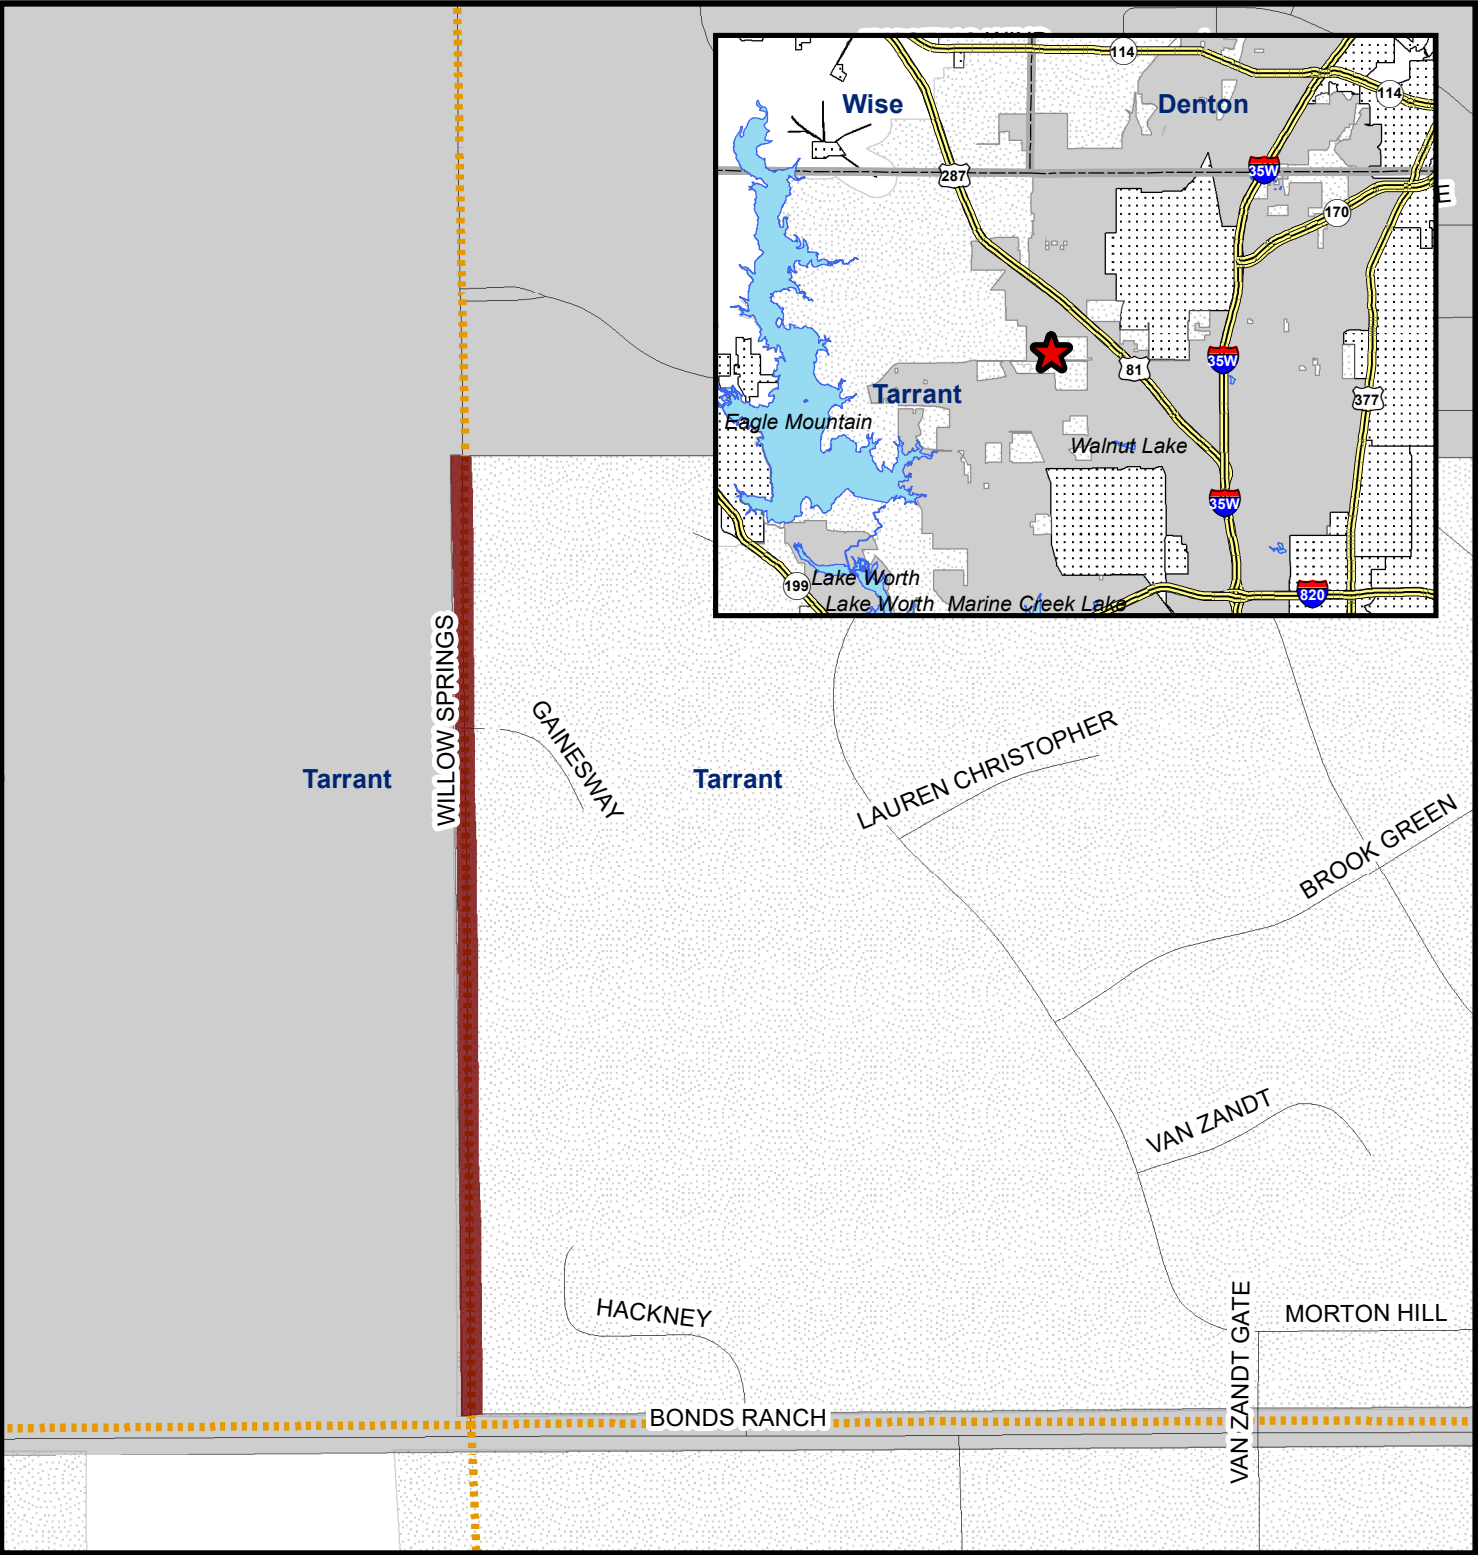 114
114
Wise
Denton
287
35W
170
E
35W
81
377
Tarrant
Eagle Mountain
Walnut Lake
35W
199
Lake Worth
820
Lake Worth
Marine Creek Lake
WILLOW SPRINGS
GAINESWAY
LAUREN CHRISTOPHER
Tarrant
Tarrant
BROOK GREEN
VAN ZANDT
HACKNEY
VAN ZANDT GATE
MORTON HILL
BONDS RANCH